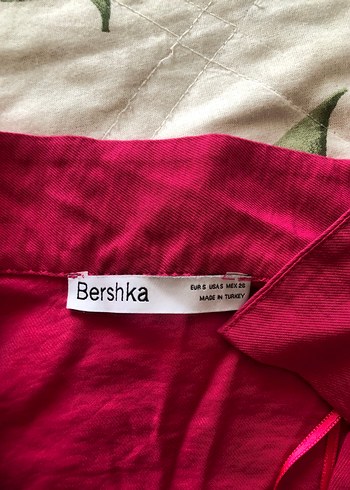 Bershka
EUR S USA S MEX 26
MADE IN TURKEY